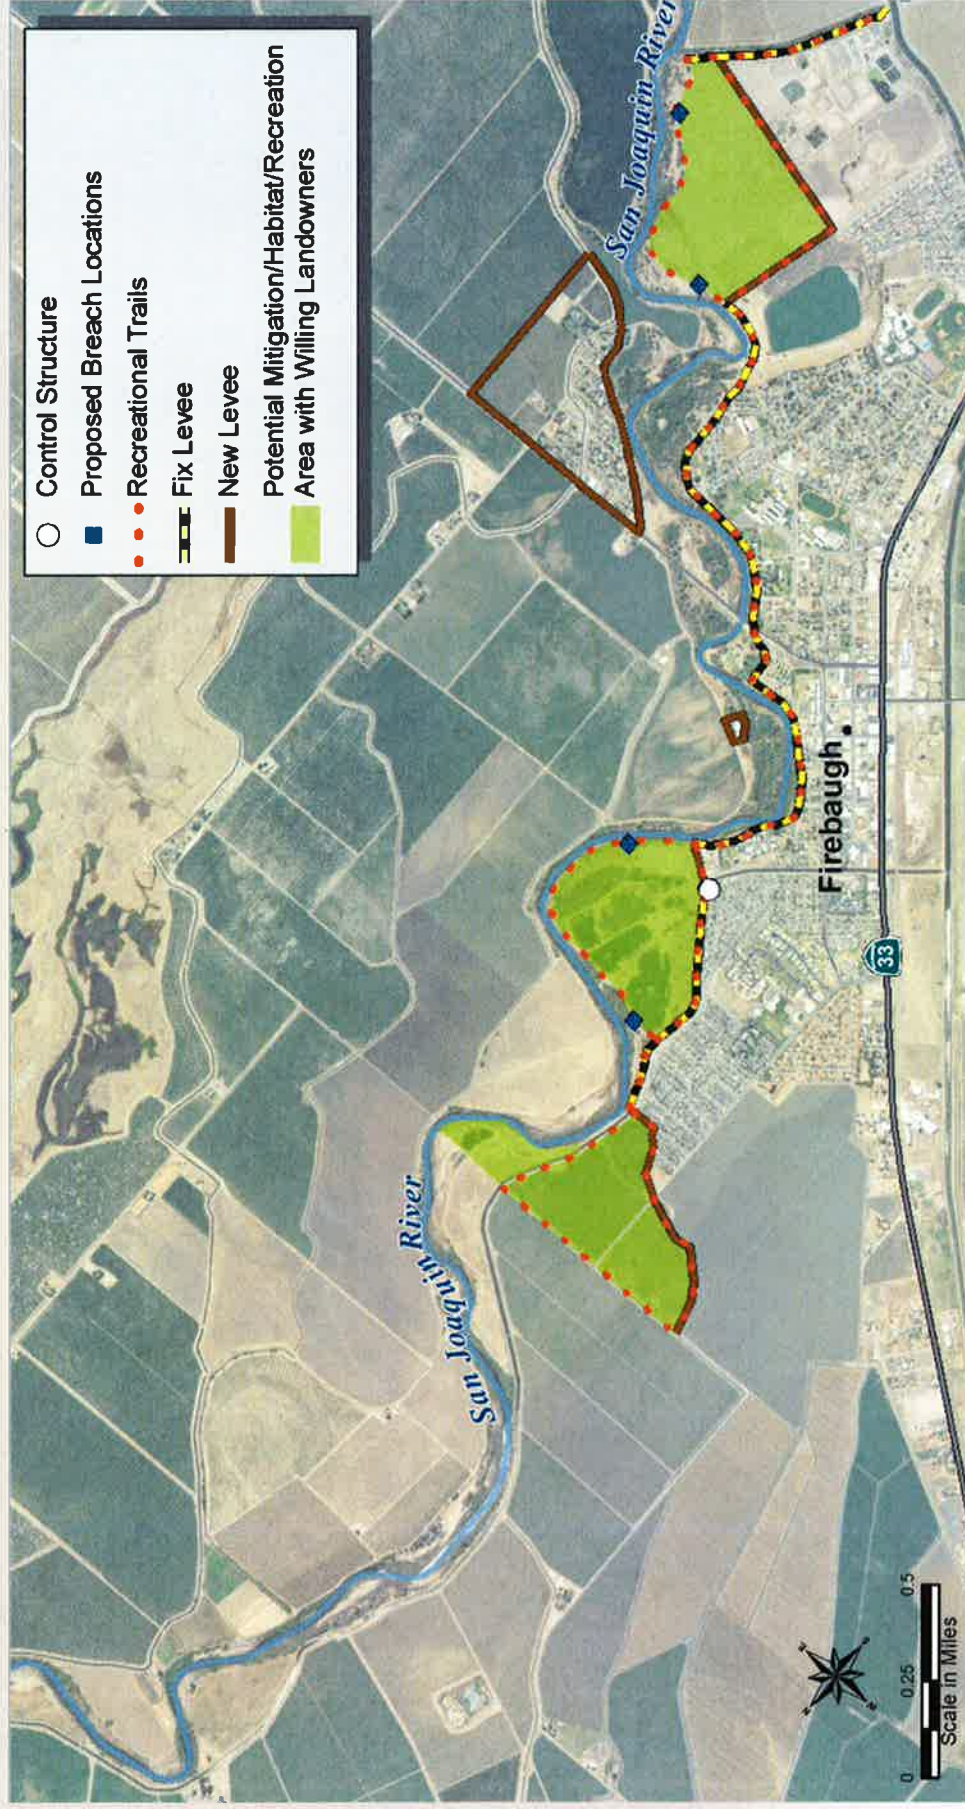 Control Structure
Proposed Breach Locations
Recreational Trails
Fix Levee
New Levee
Potential Mitigation/Habitat/Recreation
Area with Willing Landowners
San Joaquin River
San Joaquin River
Firebaugh
33
0 0.25 0.5
Scale in Miles